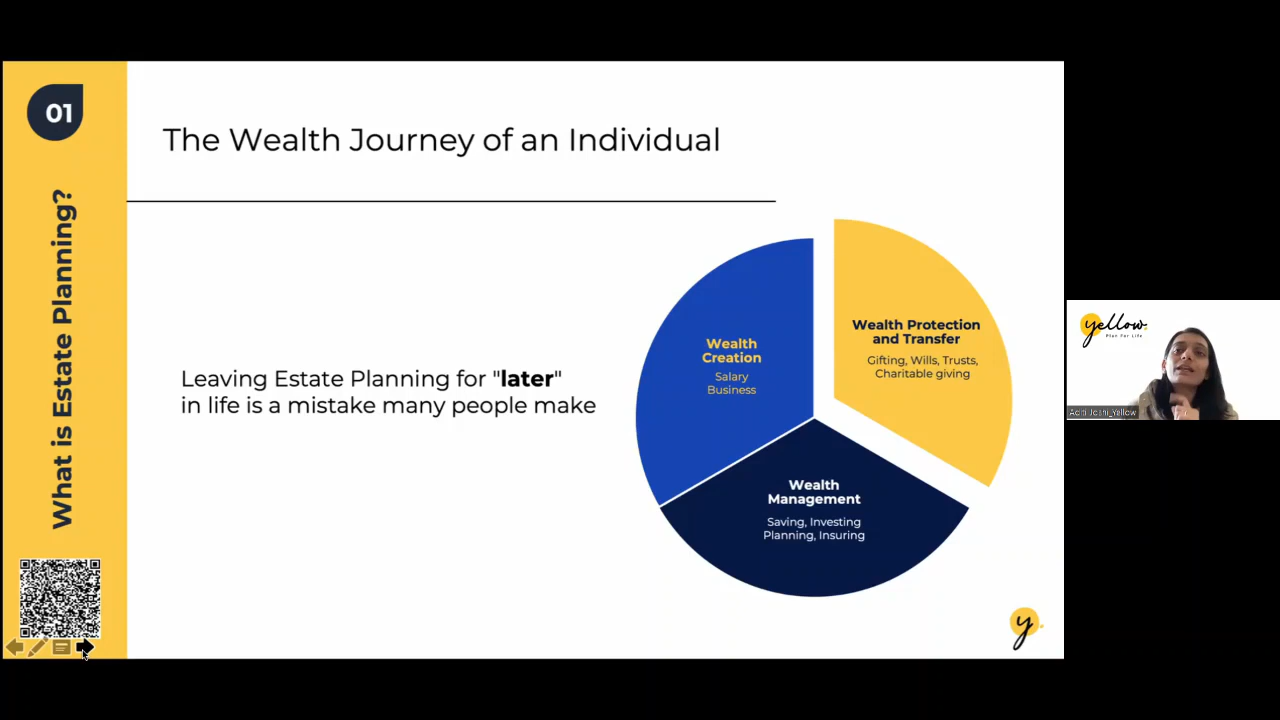 01
What is Estate Planning?
The Wealth Journey of an Individual
Leaving Estate Planning for "later"
in life is a mistake many people make
Wealth
Creation
Salary
Business
Wealth Protection
and Transfer
Gifting, Wills, Trusts,
Charitable giving
Wealth
Management
Saving, Investing
Planning, Insuring
y.
yellow.
Plan For Life
Aditi Joshi_Yellow